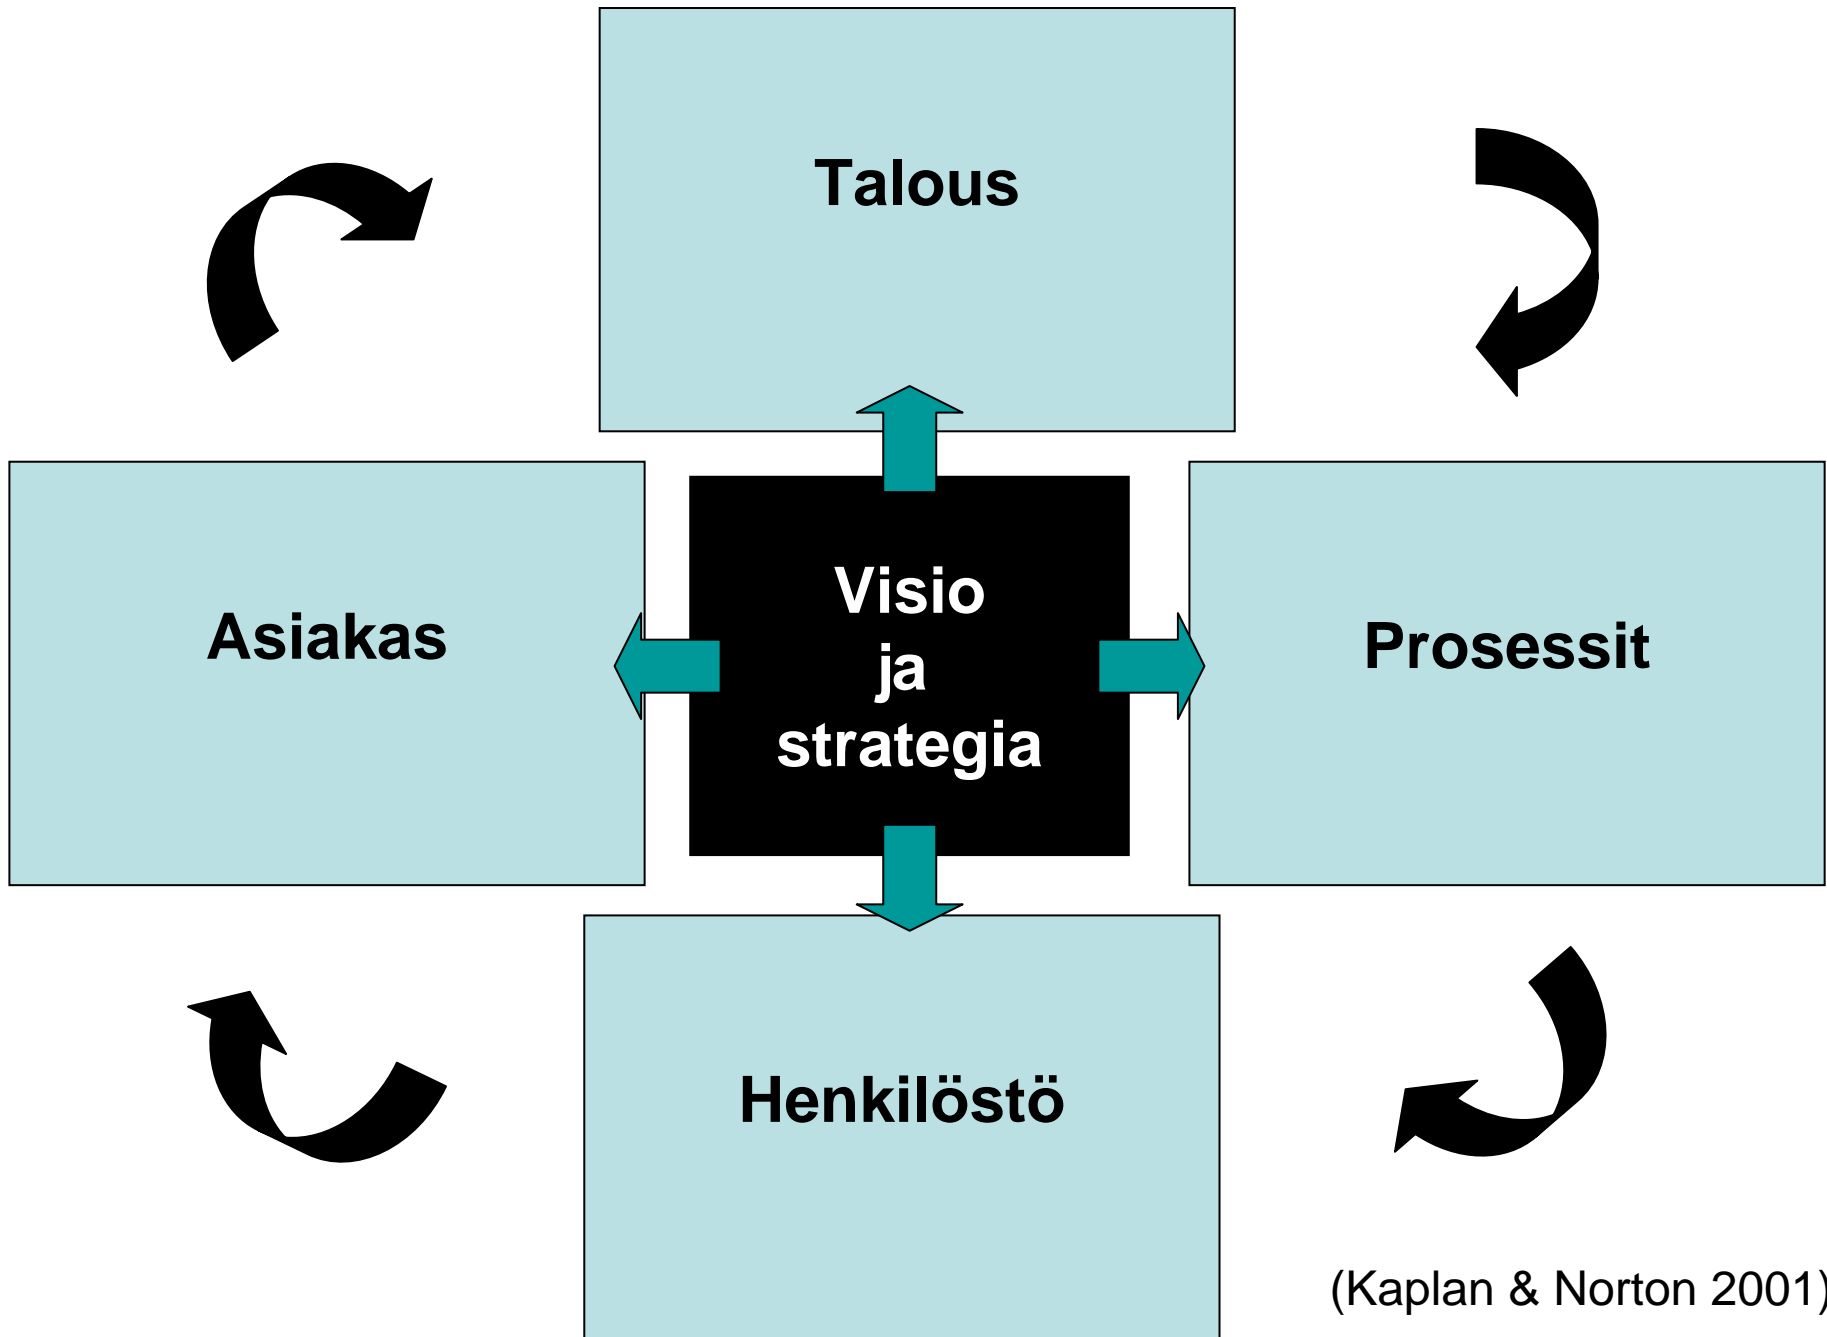 Talous
Asiakas
Visio
ja
strategia
Prosessit
Henkilöstö
(Kaplan & Norton 2001)